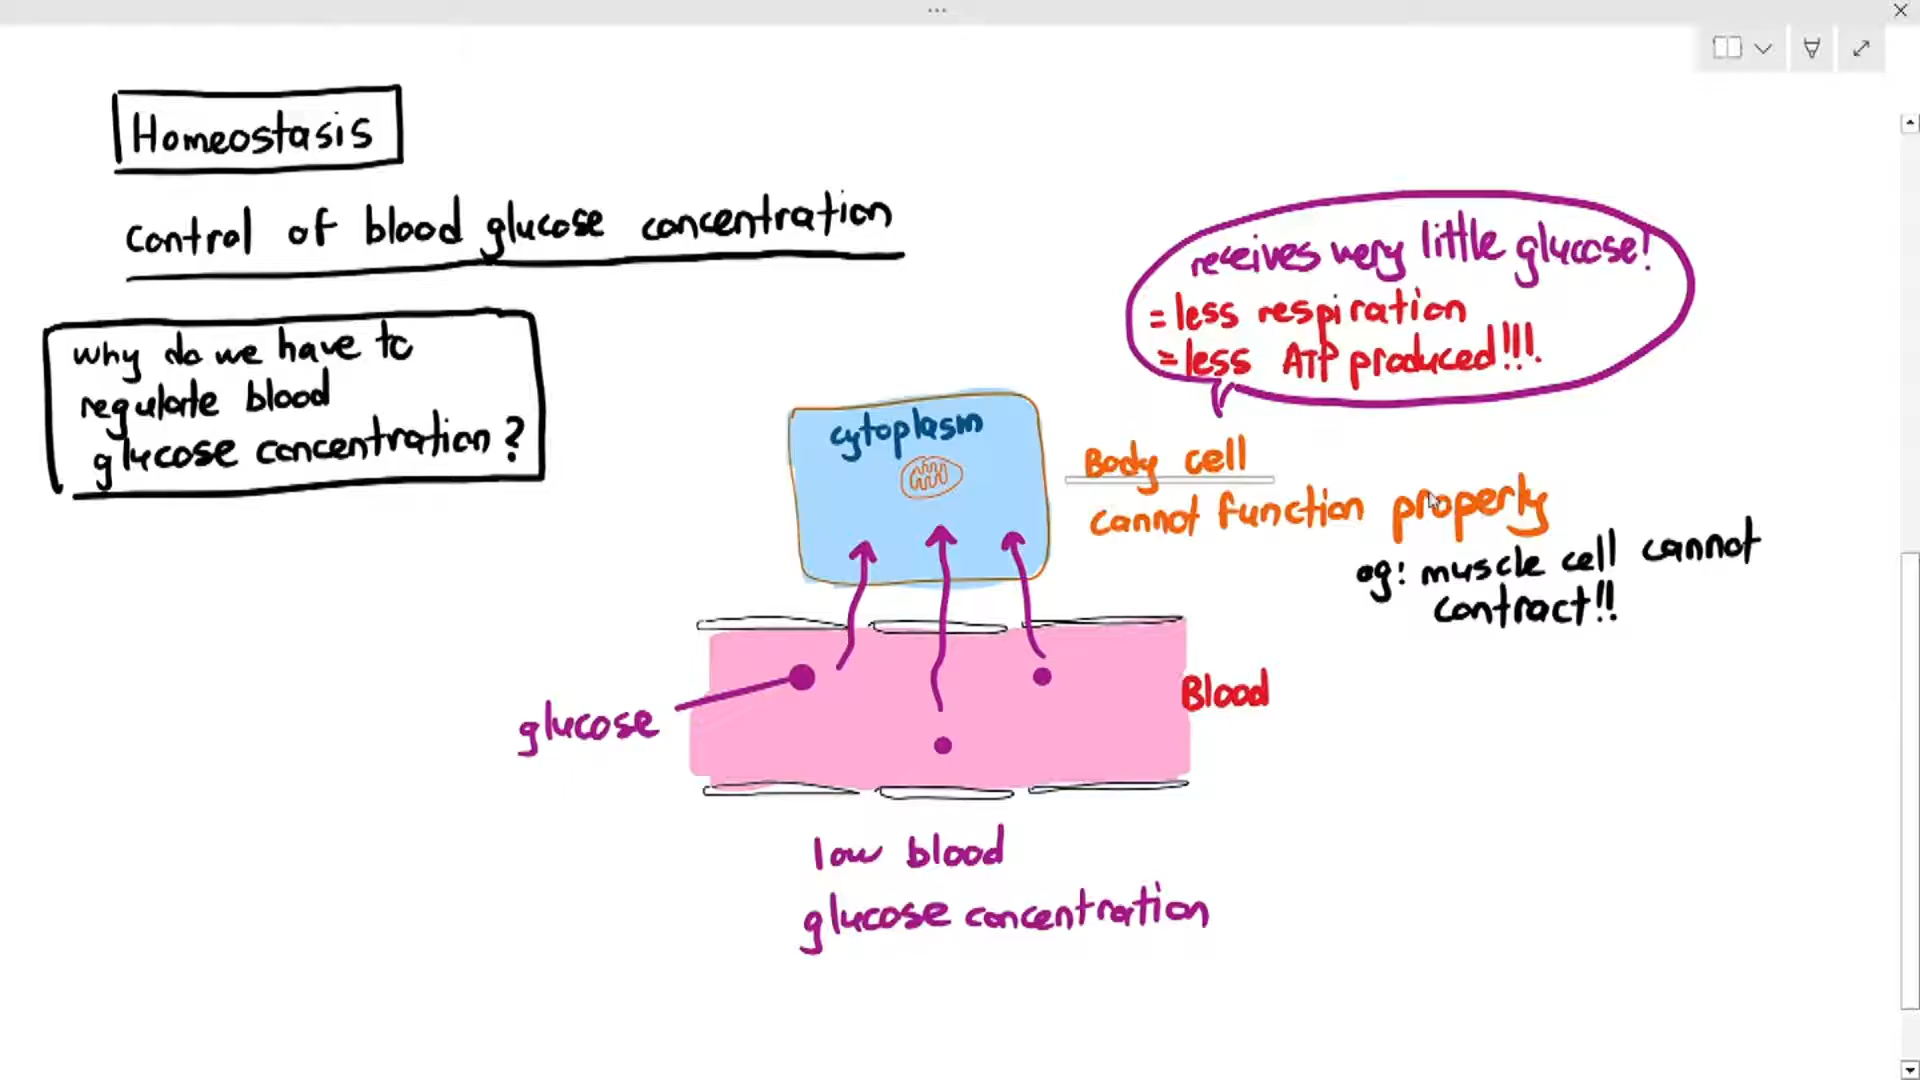 Homeostasis
control of blood glucose concentration
why do we have to
regulate blood
glucose concentration?
receives very little glucose!
= less respiration
= less ATP produced!!!.
cytoplasm
Body cell
cannot function properly
eg: muscle cell cannot
contract!!
glucose
Blood
low blood
glucose concentration